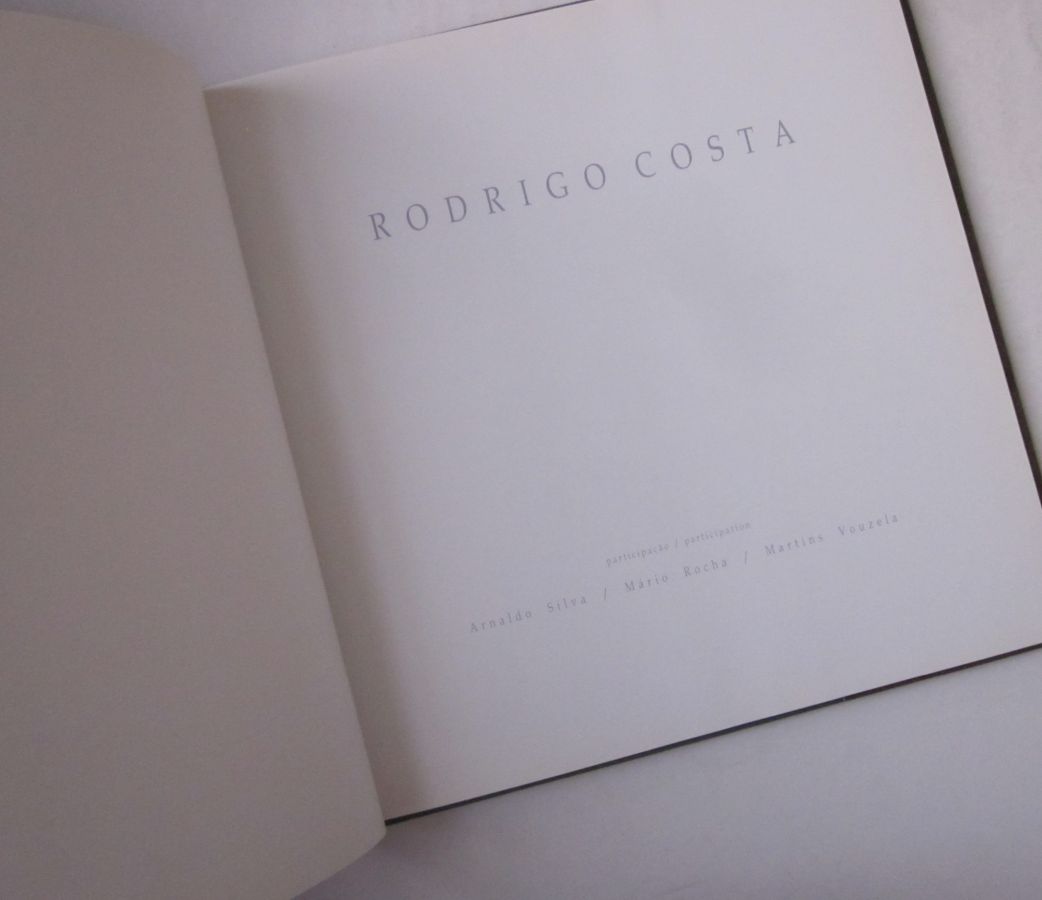 RODRIGO COSTA
participação / participation
Arnaldo Silva / Mário Rocha / Martins Vouzela